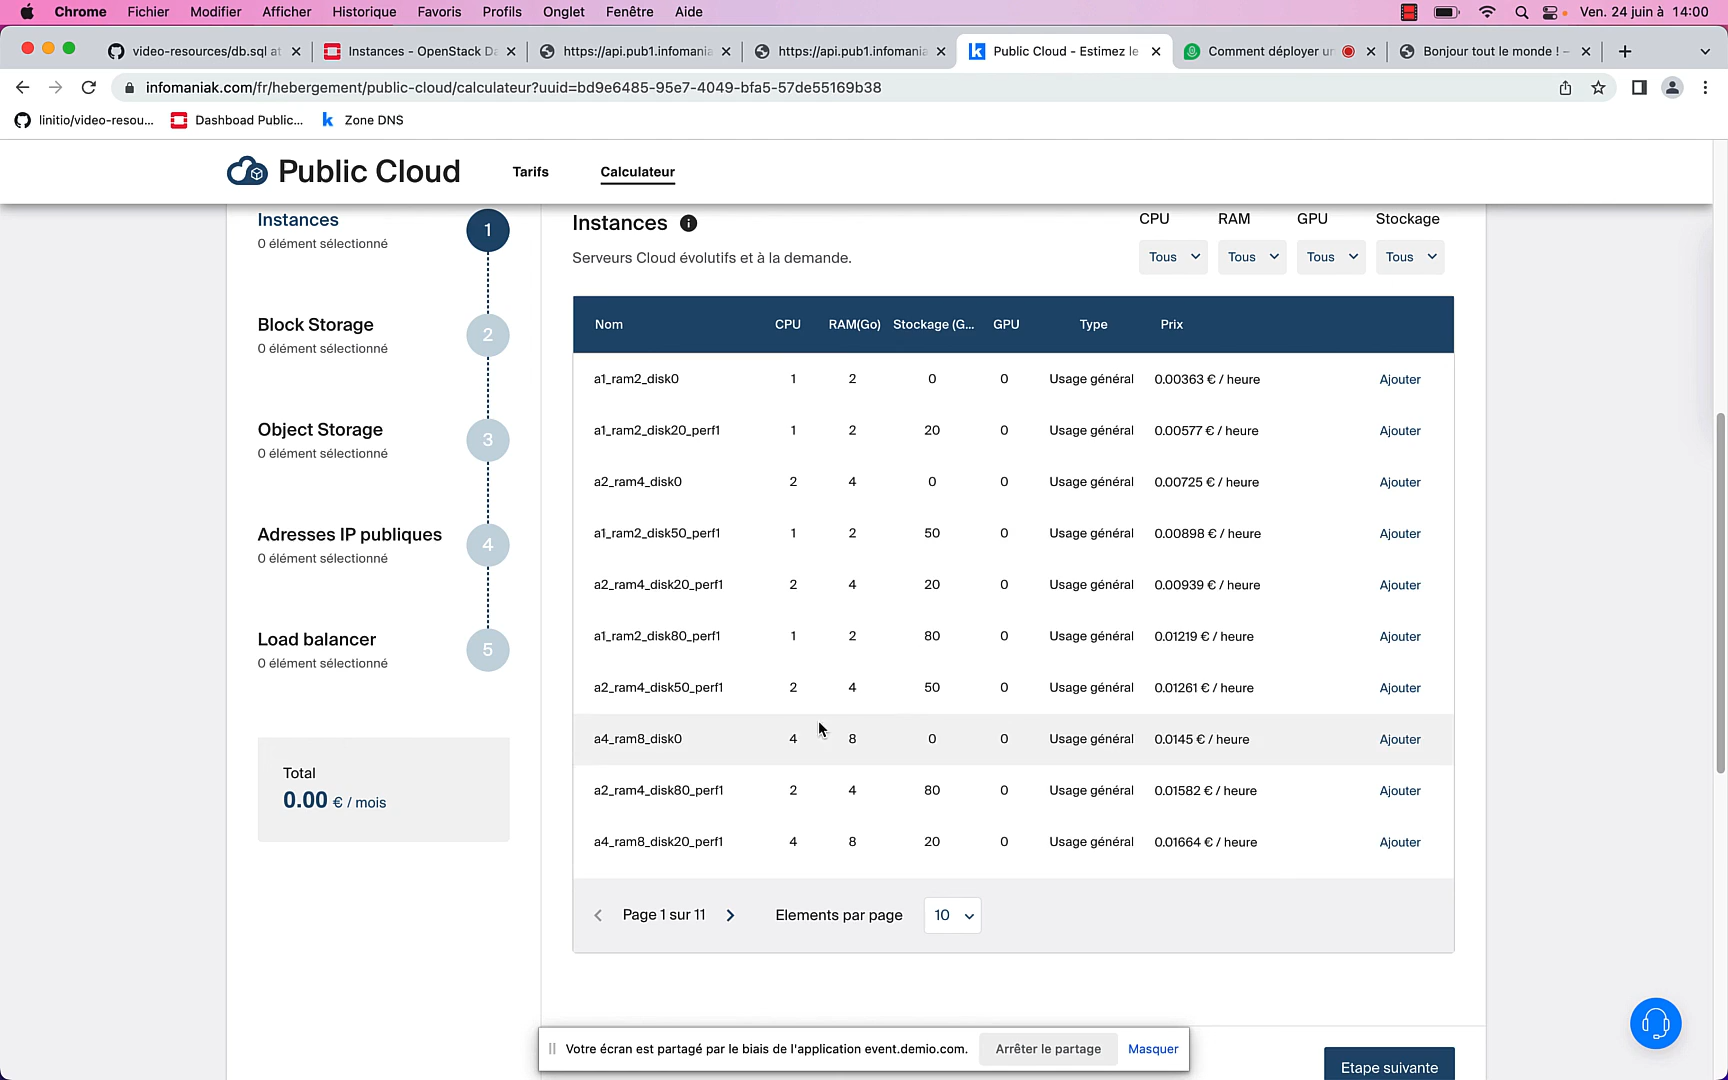 Chrome Fichier Modifier Afficher Historique Favoris Profils Onglet Fenêtre Aide Ven. 24 juin à 14:00
video-resources/db.sql at Instances - OpenStack Da https://api.pub1.infomania https://api.pub1.infomania Public Cloud - Estimez le Comment déployer un Bonjour tout le monde ! –
infomaniak.com/fr/hebergement/public-cloud/calculateur?uuid=bd9e6485-95e7-4049-bfa5-57de55169b38
linitio/video-resou... Dashboad Public... Zone DNS
Public Cloud Tarifs Calculateur
Instances
0 élément sélectionné
1
Block Storage
0 élément sélectionné
2
Object Storage
0 élément sélectionné
3
Adresses IP publiques
0 élément sélectionné
4
Load balancer
0 élément sélectionné
5
Total
0.00 € / mois
Instances
Serveurs Cloud évolutifs et à la demande.
CPU RAM GPU Stockage
Tous Tous Tous Tous
Nom CPU RAM(Go) Stockage (G... GPU Type Prix
a1_ram2_disk0 1 2 0 0 Usage général 0.00363 € / heure Ajouter
a1_ram2_disk20_perf1 1 2 20 0 Usage général 0.00577 € / heure Ajouter
a2_ram4_disk0 2 4 0 0 Usage général 0.00725 € / heure Ajouter
a1_ram2_disk50_perf1 1 2 50 0 Usage général 0.00898 € / heure Ajouter
a2_ram4_disk20_perf1 2 4 20 0 Usage général 0.00939 € / heure Ajouter
a1_ram2_disk80_perf1 1 2 80 0 Usage général 0.01219 € / heure Ajouter
a2_ram4_disk50_perf1 2 4 50 0 Usage général 0.01261 € / heure Ajouter
a4_ram8_disk0 4 8 0 0 Usage général 0.0145 € / heure Ajouter
a2_ram4_disk80_perf1 2 4 80 0 Usage général 0.01582 € / heure Ajouter
a4_ram8_disk20_perf1 4 8 20 0 Usage général 0.01664 € / heure Ajouter
Page 1 sur 11 Elements par page 10
Votre écran est partagé par le biais de l'application event.demio.com. Arrêter le partage Masquer
Etape suivante